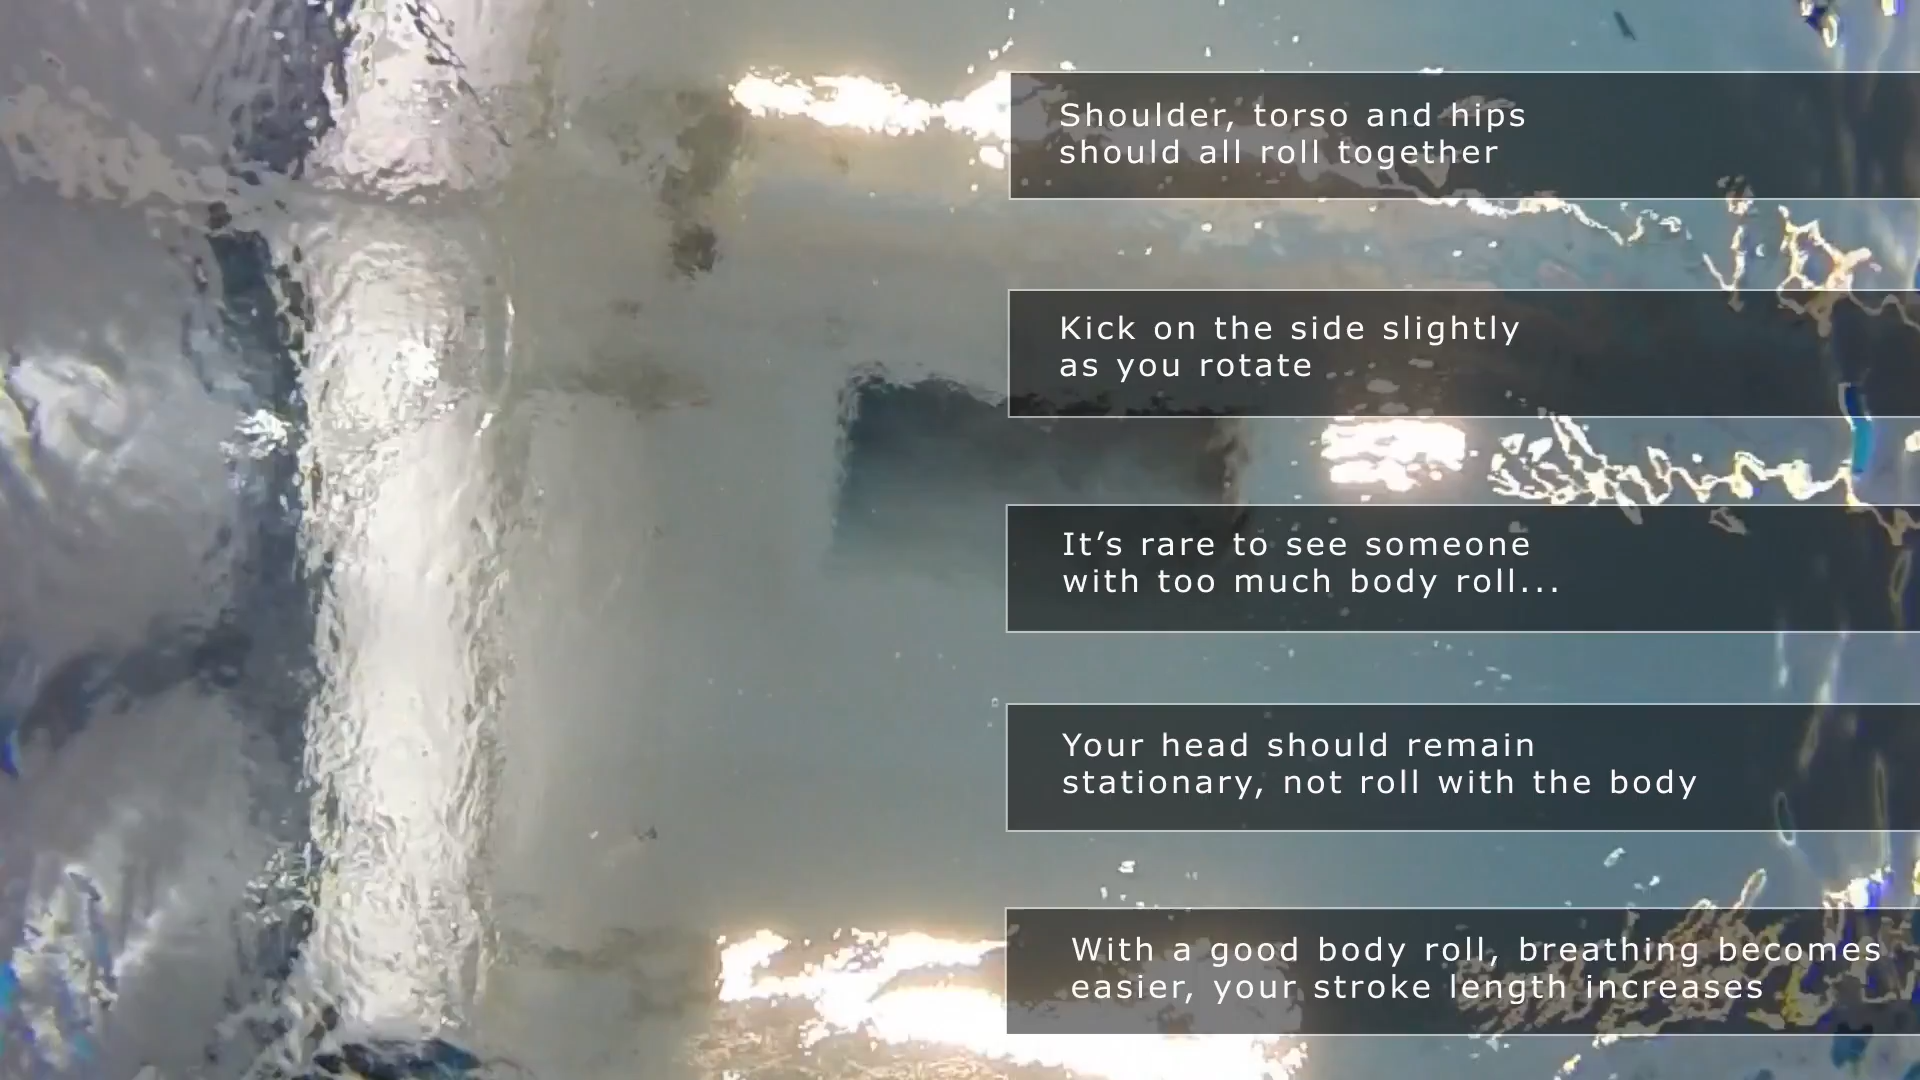 Shoulder, torso and hips
should all roll together
Kick on the side slightly
as you rotate
It’s rare to see someone
with too much body roll...
Your head should remain
stationary, not roll with the body
With a good body roll, breathing becomes
easier, your stroke length increases